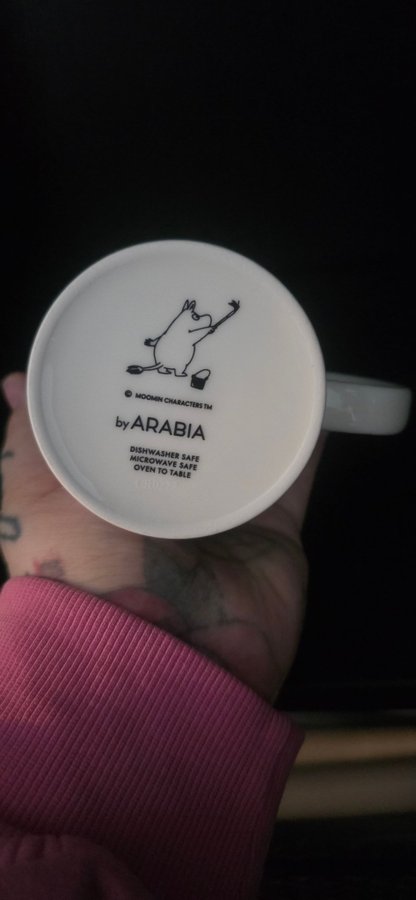 © MOOMIN CHARACTERS TM
by ARABIA
DISHWASHER SAFE
MICROWAVE SAFE
OVEN TO TABLE